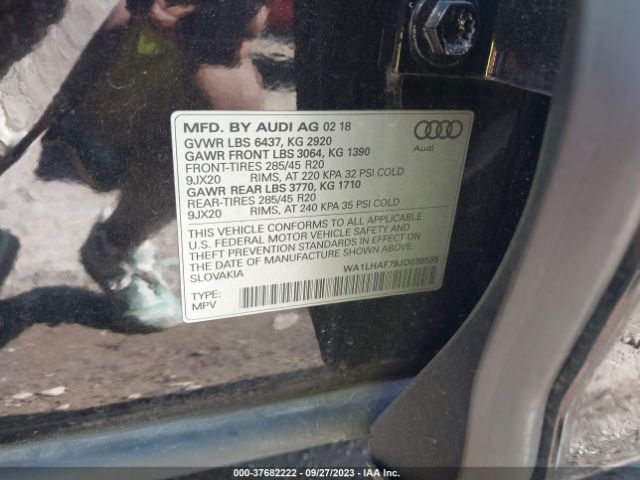 MFD. BY AUDI AG 02 18
GVWR LBS 6437, KG 2920
GAWR FRONT LBS 3064, KG 1390
FRONT-TIRES 285/45 R20
9JX20 RIMS, AT 220 KPA 32 PSI COLD
GAWR REAR LBS 3770, KG 1710
REAR-TIRES 285/45 R20
9JX20 RIMS, AT 240 KPA 35 PSI COLD
Audi
THIS VEHICLE CONFORMS TO ALL APPLICABLE
U.S. FEDERAL MOTOR VEHICLE SAFETY AND
THEFT PREVENTION STANDARDS IN EFFECT ON
THE DATE OF MANUFACTURE SHOWN ABOVE.
SLOVAKIA
WA1LHAF79JD030585
TYPE:
MPV
000-37682222 - 09/27/2023 - © IAA Holdings, LLC